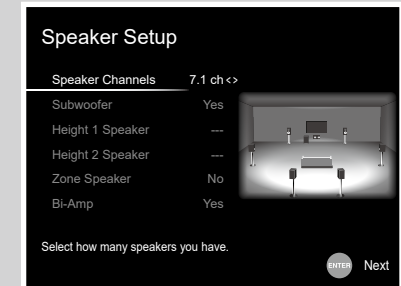 Speaker Setup
Speaker Channels 7.1 ch<>
Subwoofer Yes
Height 1 Speaker ---
Height 2 Speaker ---
Zone Speaker No
Bi-Amp Yes
Select how many speakers you have.
ENTER Next